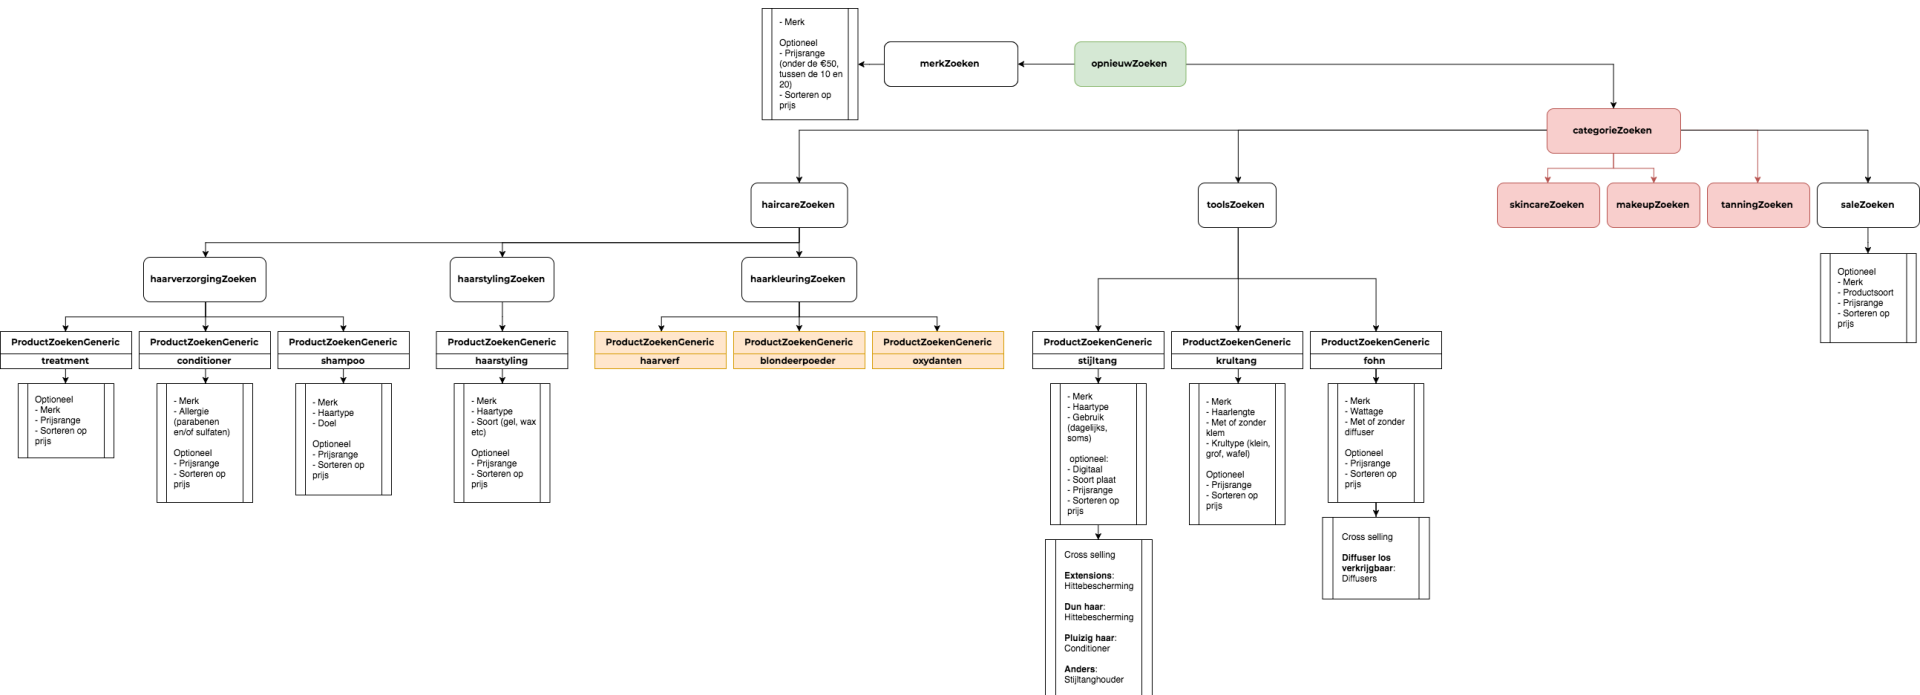 - Merk
Optioneel
- Prijsrange
(onder de €50,
tussen de 10 en
20)
- Sorteren op
prijs
merkZoeken
opnieuwZoeken
categorieZoeken
haircareZoeken
toolsZoeken
skincareZoeken
makeupZoeken
tanningZoeken
saleZoeken
Optioneel
- Merk
- Productsoort
- Prijsrange
- Sorteren op
prijs
haarverzorgingZoeken
haarstylingZoeken
haarkleuringZoeken
ProductZoekenGeneric
treatment
ProductZoekenGeneric
conditioner
ProductZoekenGeneric
shampoo
ProductZoekenGeneric
haarstyling
ProductZoekenGeneric
haarverf
ProductZoekenGeneric
blondeerpoeder
ProductZoekenGeneric
oxydanten
ProductZoekenGeneric
stijltang
ProductZoekenGeneric
krultang
ProductZoekenGeneric
fohn
Optioneel
- Merk
- Prijsrange
- Sorteren op
prijs
- Merk
- Allergie
(parabenen
en/of sulfaten)
Optioneel
- Prijsrange
- Sorteren op
prijs
- Merk
- Haartype
- Doel
Optioneel
- Prijsrange
- Sorteren op
prijs
- Merk
- Haartype
- Soort (gel, wax
etc)
Optioneel
- Prijsrange
- Sorteren op
prijs
- Merk
- Haartype
- Gebruik
(dagelijks,
soms)
optioneel:
- Digitaal
- Soort plaat
- Prijsrange
- Sorteren op
prijs
- Merk
- Haarlengte
- Met of zonder
klem
- Krultype (klein,
grof, wafel)
Optioneel
- Prijsrange
- Sorteren op
prijs
- Merk
- Wattage
- Met of zonder
diffuser
Optioneel
- Prijsrange
- Sorteren op
prijs
Cross selling
Extensions:
Hittebescherming
Dun haar:
Hittebescherming
Pluizig haar:
Conditioner
Anders:
Stijltanghouder
Cross selling
Diffuser los
verkrijgbaar:
Diffusers